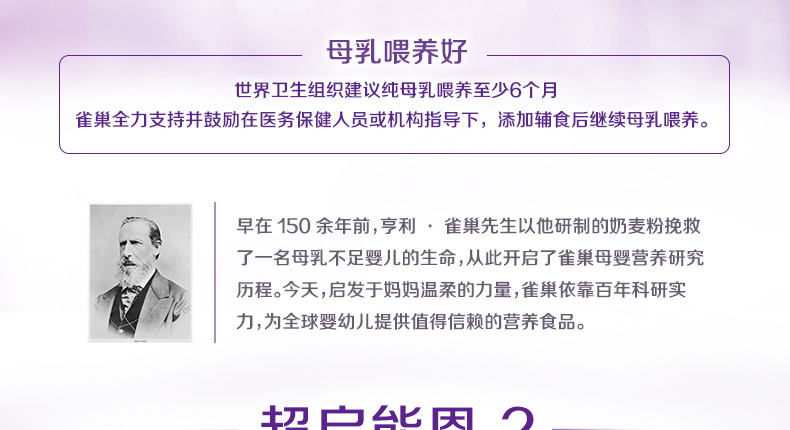 母乳喂养好
世界卫生组织建议纯母乳喂养至少6个月
雀巢全力支持并鼓励在医务保健人员或机构指导下，添加辅食后继续母乳喂养。
早在 150 余年前，亨利 · 雀巢先生以他研制的奶麦粉挽救
了一名母乳不足婴儿的生命，从此开启了雀巢母婴营养研究
历程。今天，启发于妈妈温柔的力量，雀巢依靠百年科研实
力，为全球婴幼儿提供值得信赖的营养食品。
超启能恩 2